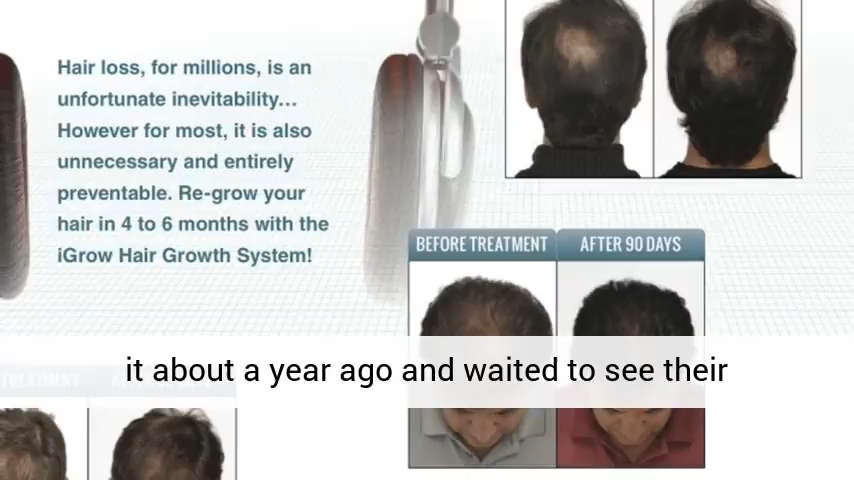 Hair loss, for millions, is an
unfortunate inevitability...
However for most, it is also
unnecessary and entirely
preventable. Re-grow your
hair in 4 to 6 months with the
iGrow Hair Growth System!
BEFORE TREATMENT
AFTER 90 DAYS
it about a year ago and waited to see their
TREATMENT